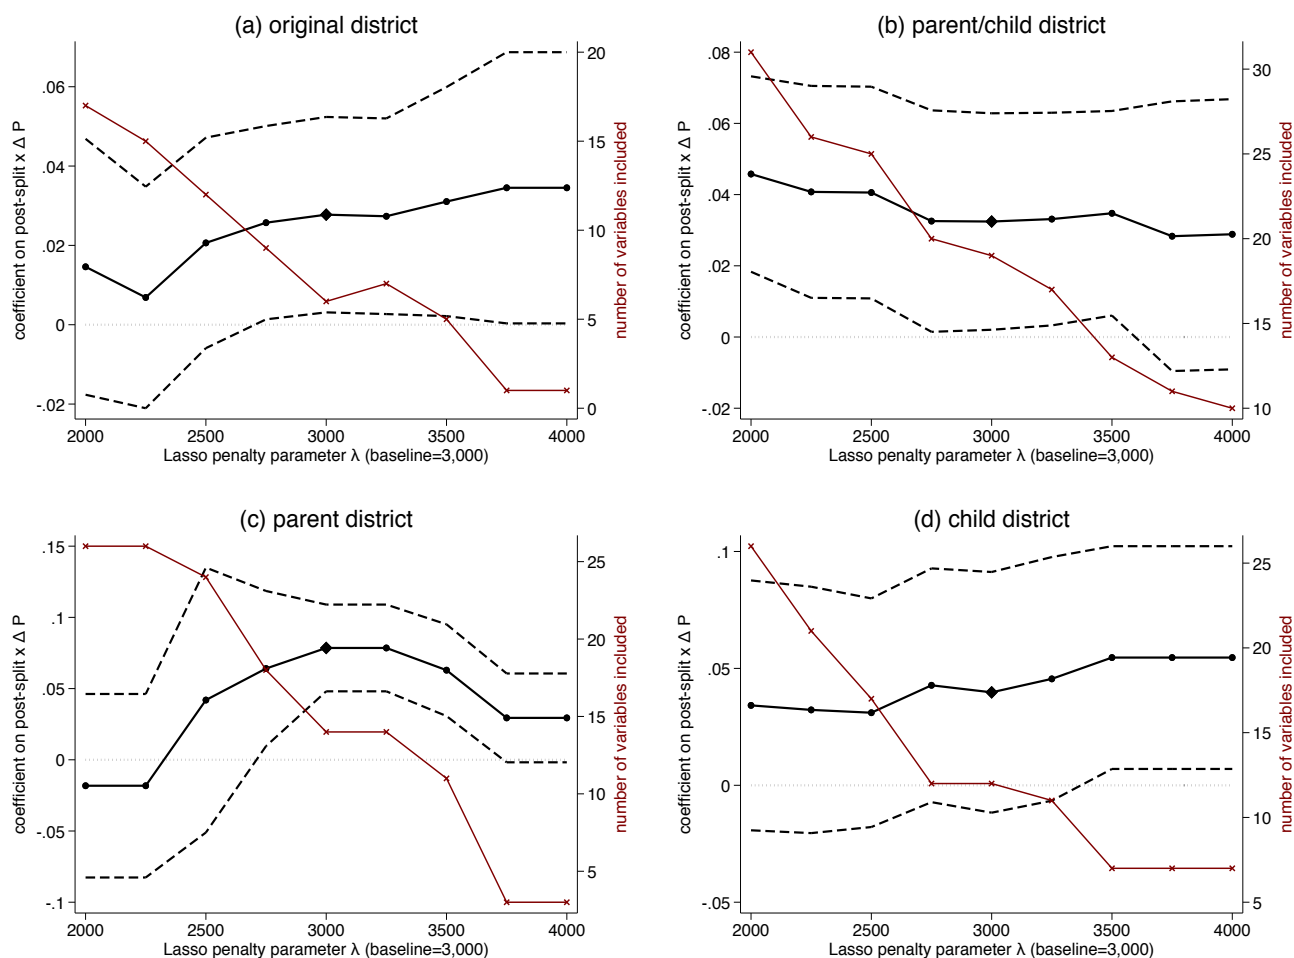 (a) original district
coefficient on post-split x Δ P
.06
.04
.02
0
-.02
20
15
10
5
0
number of variables included
2000 2500 3000 3500 4000
Lasso penalty parameter λ (baseline=3,000)
(b) parent/child district
coefficient on post-split x Δ P
.08
.06
.04
.02
0
-.02
30
25
20
15
10
number of variables included
2000 2500 3000 3500 4000
Lasso penalty parameter λ (baseline=3,000)
(c) parent district
coefficient on post-split x Δ P
.15
.1
.05
0
-.05
-.1
25
20
15
10
5
number of variables included
2000 2500 3000 3500 4000
Lasso penalty parameter λ (baseline=3,000)
(d) child district
coefficient on post-split x Δ P
.1
.05
0
-.05
25
20
15
10
5
number of variables included
2000 2500 3000 3500 4000
Lasso penalty parameter λ (baseline=3,000)